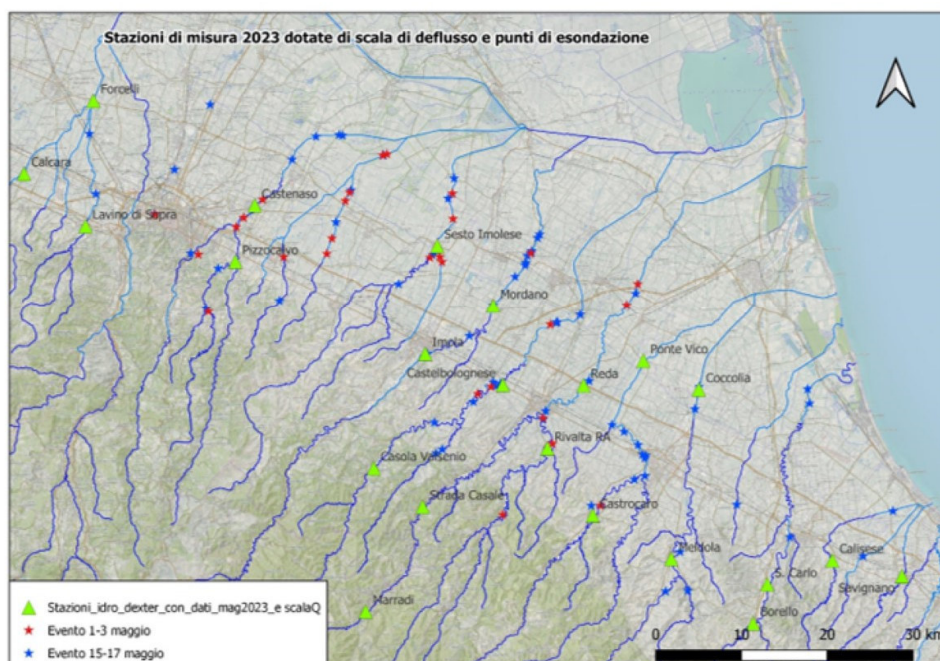 Stazioni di misura 2023 dotate di scala di deflusso e punti di esondazione
Forcelli
Calcara
Castenaso
Lavino di Sopra
Pizzocalvo
Sesto Imolese
Mordano
Imola
Ponte Vico
Castelbolognese
Reda
Coccolia
Rivalta RA
Casola Valsenio
Strada Casale
Castrocaro
Meldola
Calisese
S. Carlo
Savignano
Marradi
Borello
Stazioni_idro_dexter_con_dati_mag2023_e scalaQ
Evento 1-3 maggio
Evento 15-17 maggio
0 10 20 30 km